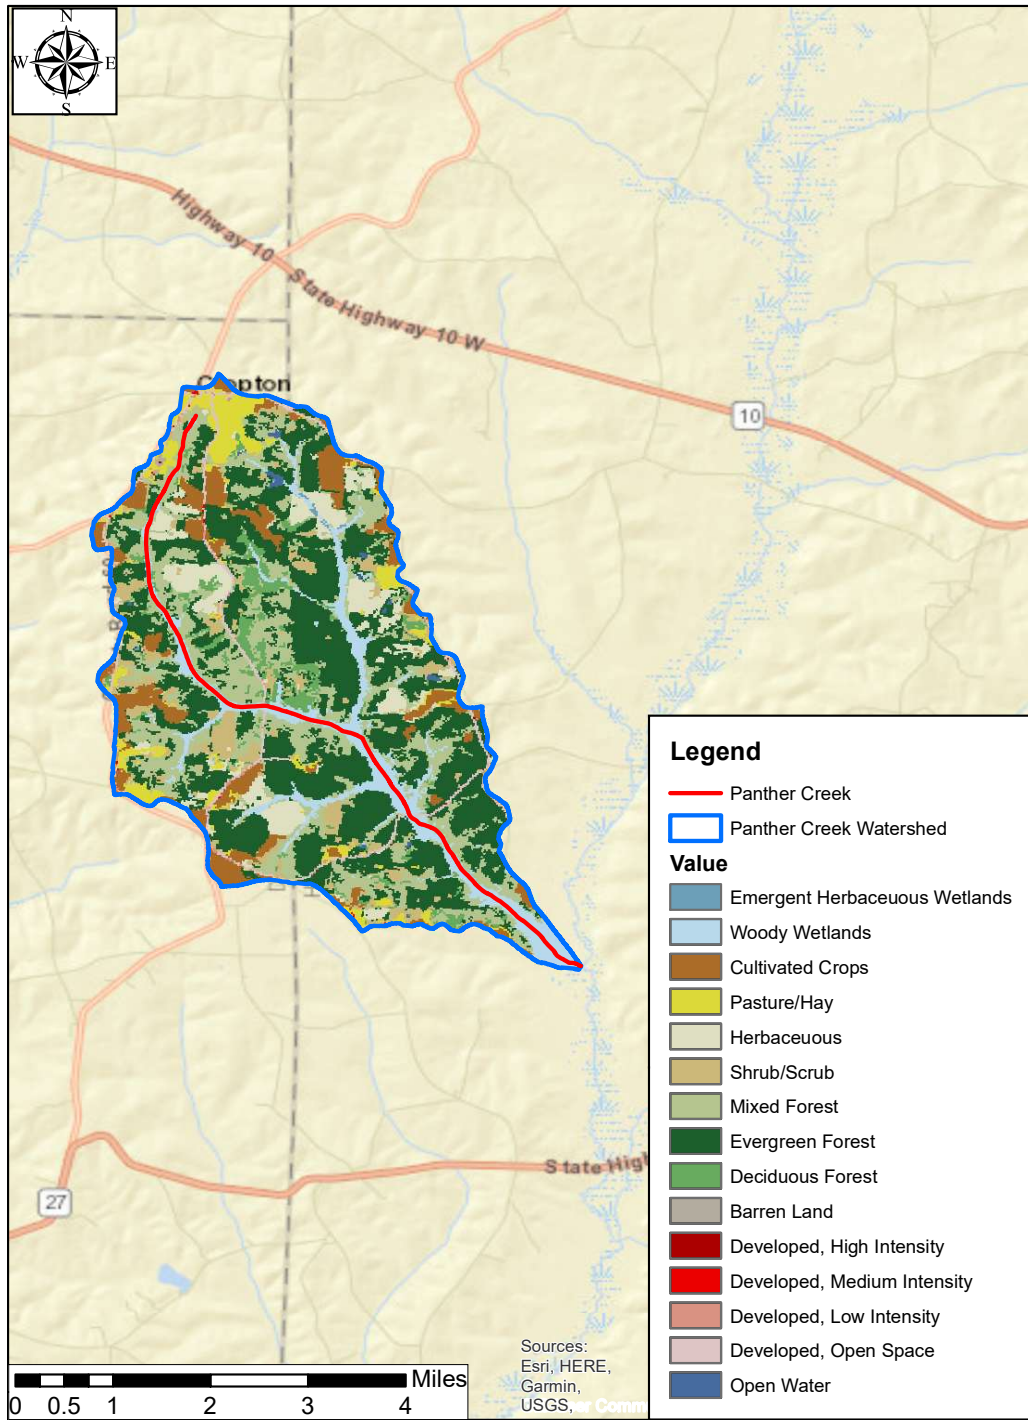 N
W E
S
Highway 10 State Highway 10 W
10
State High
27
Legend
Panther Creek
Panther Creek Watershed
Value
Emergent Herbaceuous Wetlands
Woody Wetlands
Cultivated Crops
Pasture/Hay
Herbaceuous
Shrub/Scrub
Mixed Forest
Evergreen Forest
Deciduous Forest
Barren Land
Developed, High Intensity
Developed, Medium Intensity
Developed, Low Intensity
Developed, Open Space
Open Water
Sources:
Esri, HERE,
Garmin,
USGS,
Miles
0 0.5 1 2 3 4